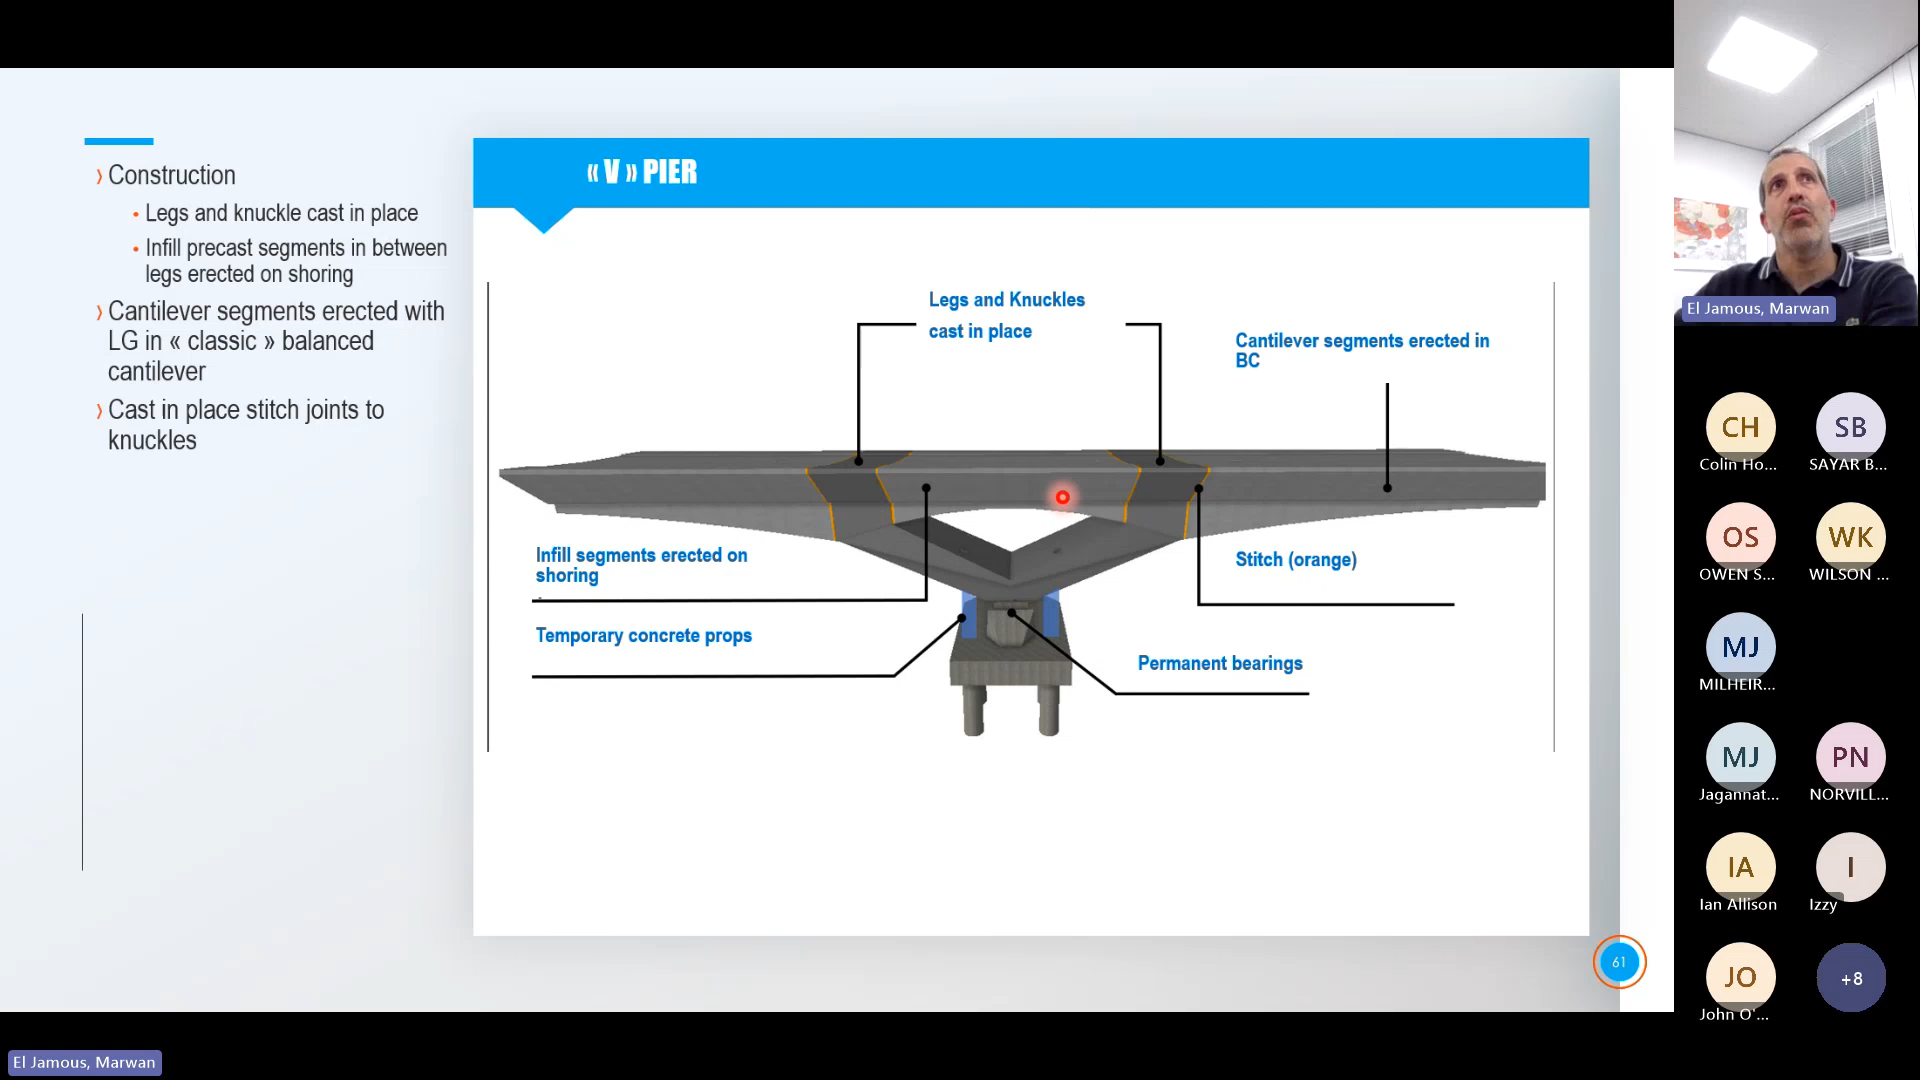 › Construction
• Legs and knuckle cast in place
• Infill precast segments in between
legs erected on shoring
› Cantilever segments erected with
LG in « classic » balanced
cantilever
› Cast in place stitch joints to
knuckles
« V » PIER
Legs and Knuckles
cast in place
Cantilever segments erected in
BC
Infill segments erected on
shoring
Stitch (orange)
Temporary concrete props
Permanent bearings
61
El Jamous, Marwan
CH
Colin Ho...
SB
SAYAR B...
OS
OWEN S...
WK
WILSON ...
MJ
MILHEIR...
MJ
Jagannat...
PN
NORVILL...
IA
Ian Allison
I
Izzy
JO
John O'...
+8
El Jamous, Marwan